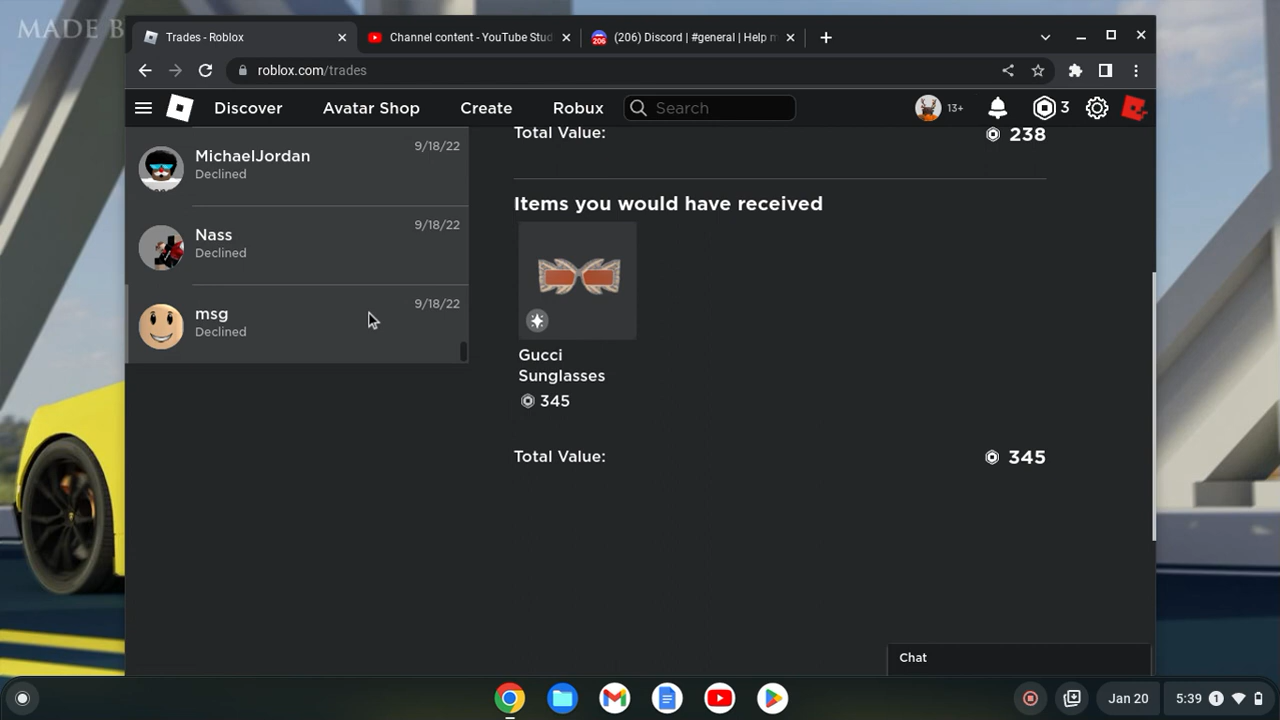 MADE B
Trades - Roblox
Channel content - YouTube Stud
206
(206) Discord | #general | Help m
roblox.com/trades
Discover
Avatar Shop
Create
Robux
Search
13+
3
MichaelJordan
9/18/22
Declined
Nass
9/18/22
Declined
msg
9/18/22
Declined
Total Value:
238
Items you would have received
Gucci
Sunglasses
345
Total Value:
345
Chat
Jan 20
5:39
1